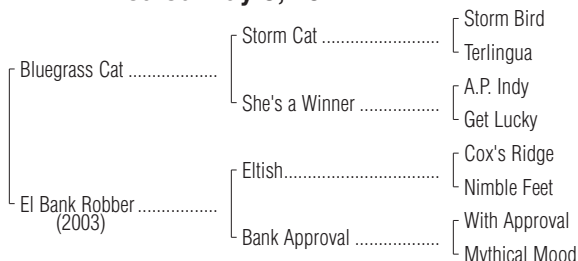 Bluegrass Cat ..................
Storm Cat ........................
Storm Bird
Terlingua
She's a Winner ................
A.P. Indy
Get Lucky
El Bank Robber ................
(2003)
Eltish...............................
Cox's Ridge
Nimble Feet
Bank Approval .................
With Approval
Mythical Mood